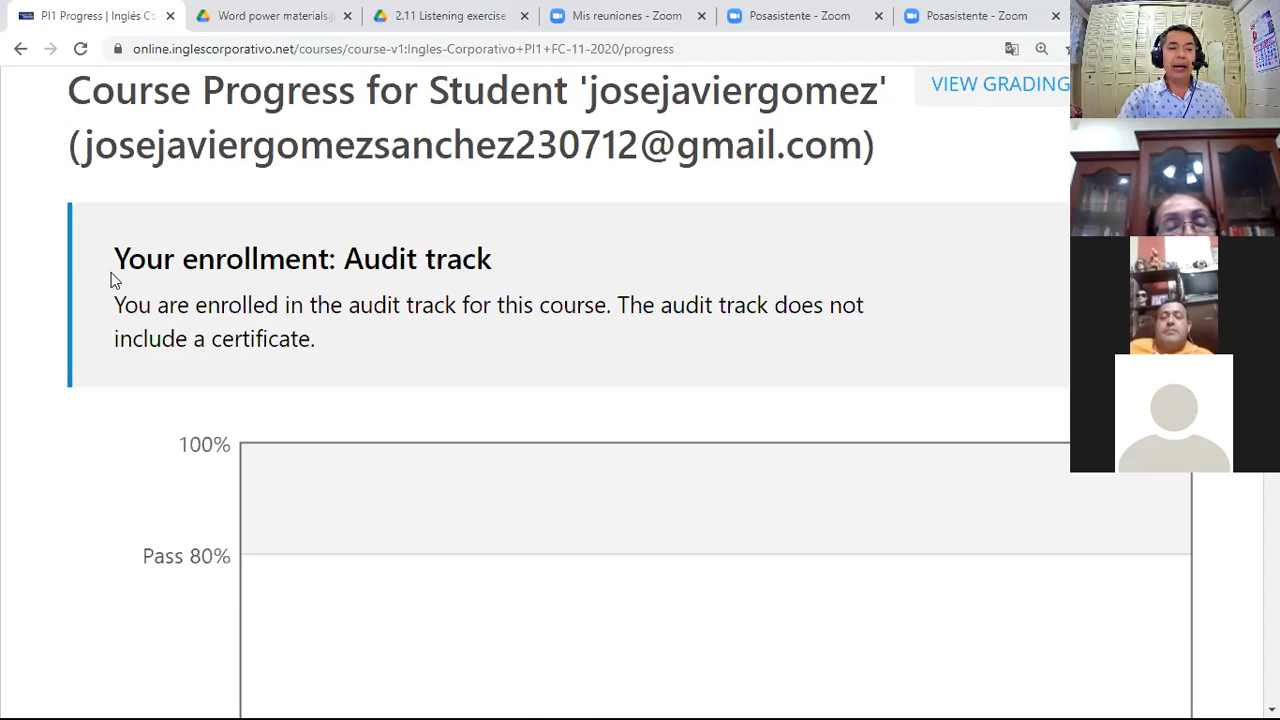 PI1 Progress | Inglés Co
Word power materials.
2.11 Listening exercise
Mis reuniones - Zoom
Posasistente - Zoom
Posasistente - Zoom
online.inglescorporativo.net/courses/course-v1:Ingles-Corporativo+PI1+FC-11-2020/progress
Course Progress for Student 'josejaviergomez'
(josejaviergomezsanchez230712@gmail.com)
VIEW GRADING
Your enrollment: Audit track
You are enrolled in the audit track for this course. The audit track does not
include a certificate.
100%
Pass 80%